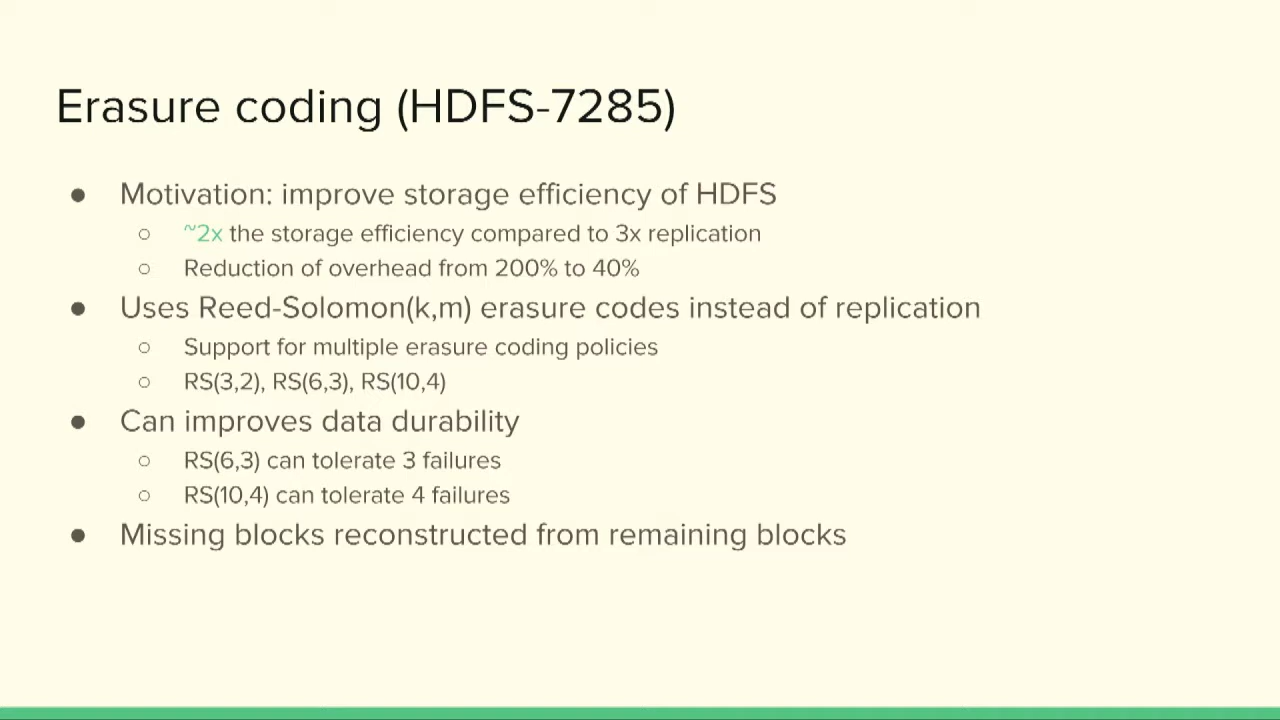 Erasure coding (HDFS-7285)
● Motivation: improve storage efficiency of HDFS
○ ~2x the storage efficiency compared to 3x replication
○ Reduction of overhead from 200% to 40%
● Uses Reed-Solomon(k,m) erasure codes instead of replication
○ Support for multiple erasure coding policies
○ RS(3,2), RS(6,3), RS(10,4)
● Can improves data durability
○ RS(6,3) can tolerate 3 failures
○ RS(10,4) can tolerate 4 failures
● Missing blocks reconstructed from remaining blocks